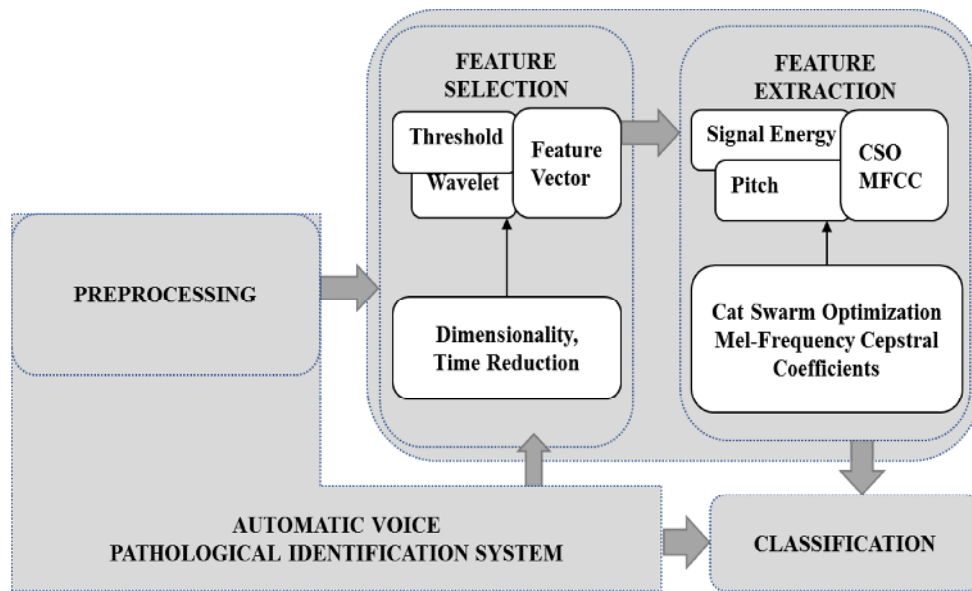 FEATURE
SELECTION
Threshold
Wavelet
Feature
Vector
Dimensionality,
Time Reduction
FEATURE
EXTRACTION
Signal Energy
Pitch
CSO
MFCC
Cat Swarm Optimization
Mel-Frequency Cepstral
Coefficients
PREPROCESSING
AUTOMATIC VOICE
PATHOLOGICAL IDENTIFICATION SYSTEM
CLASSIFICATION